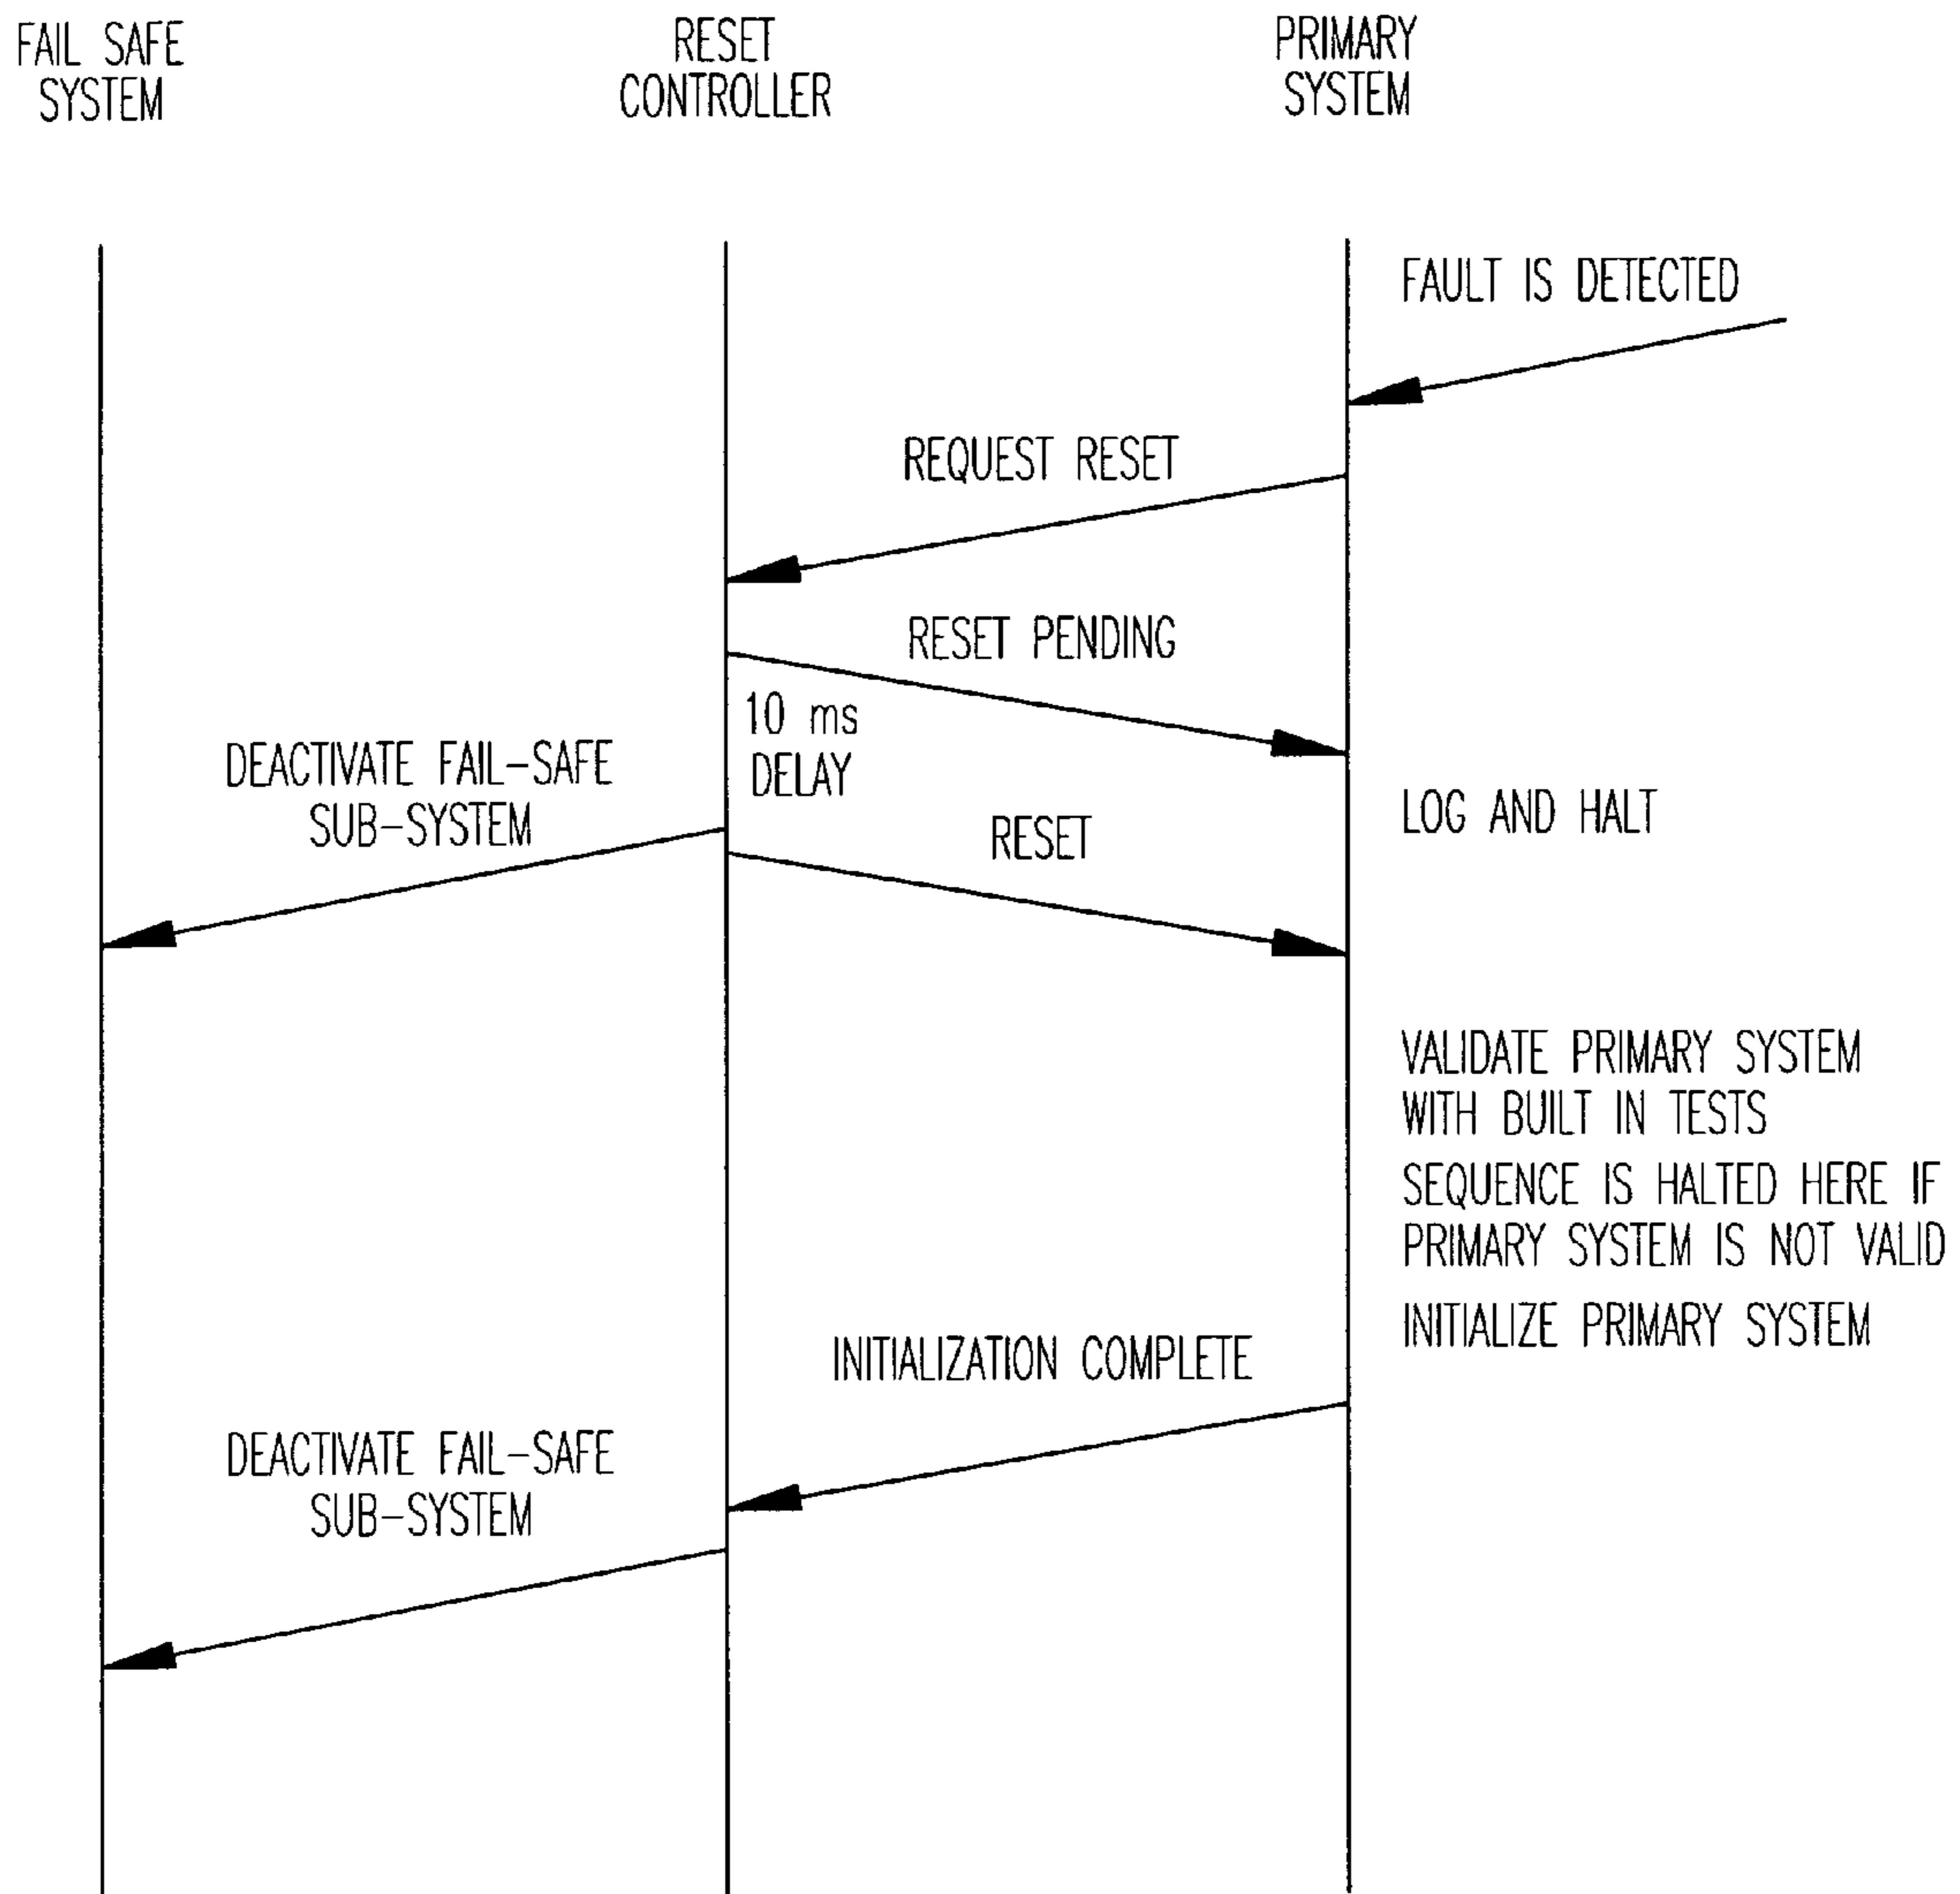 FAIL SAFE
SYSTEM
RESET
CONTROLLER
PRIMARY
SYSTEM
FAULT IS DETECTED
REQUEST RESET
RESET PENDING
10 ms
DELAY
DEACTIVATE FAIL-SAFE
SUB-SYSTEM
LOG AND HALT
RESET
VALIDATE PRIMARY SYSTEM
WITH BUILT IN TESTS
SEQUENCE IS HALTED HERE IF
PRIMARY SYSTEM IS NOT VALID
INITIALIZE PRIMARY SYSTEM
INITIALIZATION COMPLETE
DEACTIVATE FAIL-SAFE
SUB-SYSTEM